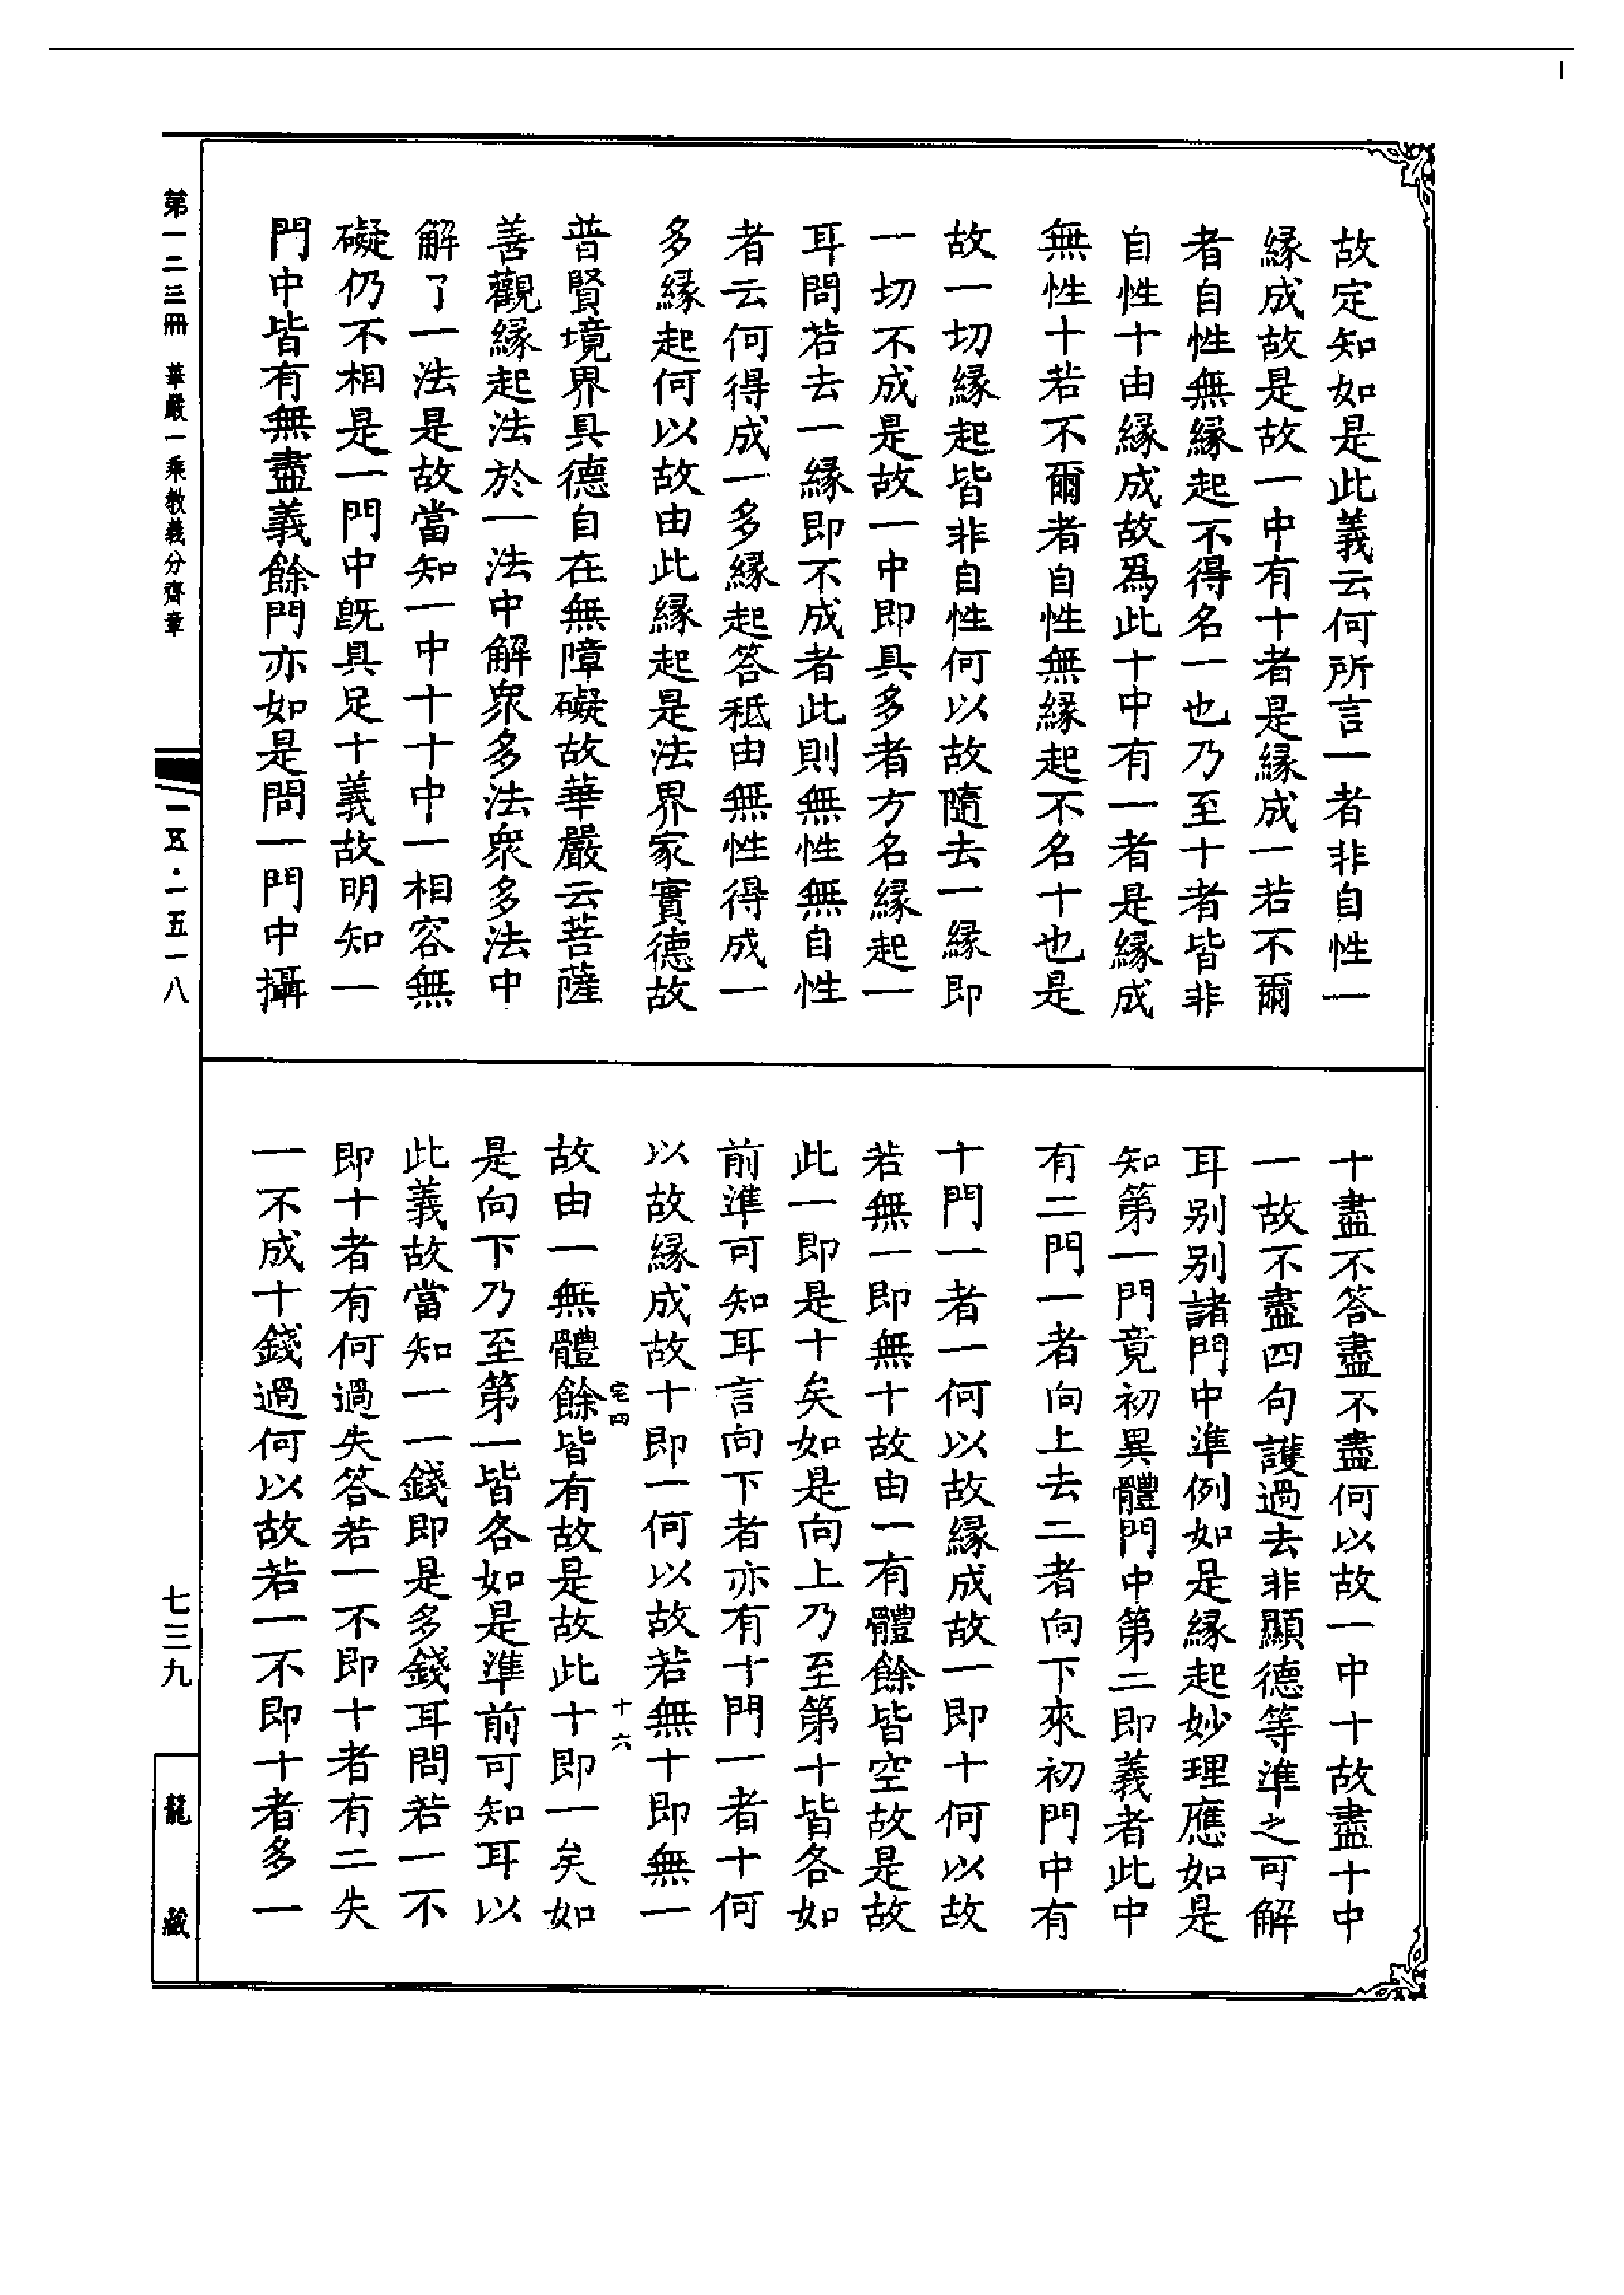 故定知如是此義云何所言一者非自性一
緣成故是故一中有十者是緣成一若不爾
者自性無緣起不得名一也乃至十者皆非
自性十由緣成故爲此十中有一者是緣成
無性十若不爾者自性無緣起不名十也是
故一切緣起皆非自性何以故隨去一緣即
一切不成是故一中即具多者方名緣起一
耳問若去一緣即不成者此則無性無自性
者云何得成一多緣起答秪由無性得成一
多緣起何以故由此緣起是法界家實德故
普賢境界具德自在無障礙故華嚴云菩薩
善觀緣起法於一法中解衆多法衆多法中
解了一法是故當知一中十十中一相容無
礙仍不相是一門中旣具足十義故明知一
門中皆有無盡義餘門亦如是問一門中攝
十盡不答盡不盡何以故一中十故盡十中
一故不盡四句護過去非顯德等準之可解
耳別別諸門中準例如是緣起妙理應如是
知第一門竟初異體門中第二即義者此中
有二門一者向上去二者向下來初門中有
十門一者一何以故緣成故一即十何以故
若無一即無十故由一有體餘皆空故是故
此一即是十矣如是向上乃至第十皆各如
前準可知耳言向下者亦有十門一者十何
以故緣成故十即一何以故若無十即無一
故由一無體餘皆有故是故此十即一矣如
是向下乃至第一皆各如是準前可知耳以
此義故當知一一錢即是多錢耳問若一不
即十者有何過失答若一不即十者有二失
一不成十錢過何以故若一不即十者多一
宅四
十六
第一二三冊　華嚴一乘教義分齊章
一五·一五一八
七三九
龍藏